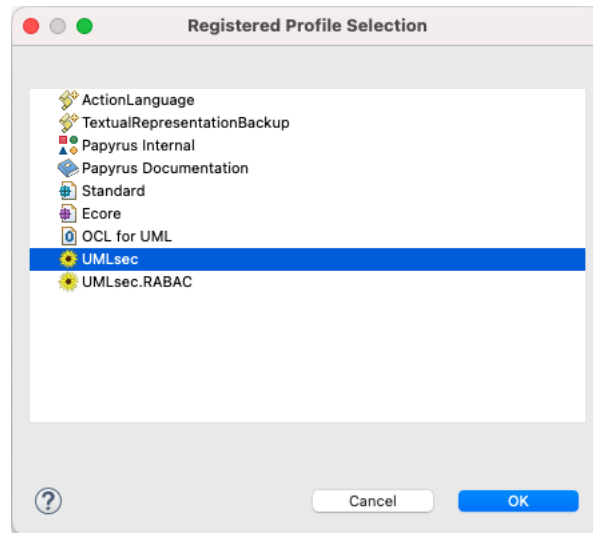 Registered Profile Selection
ActionLanguage
TextualRepresentationBackup
Papyrus Internal
Papyrus Documentation
Standard
Ecore
OCL for UML
UMLsec
UMLsec.RABAC
?
Cancel
OK